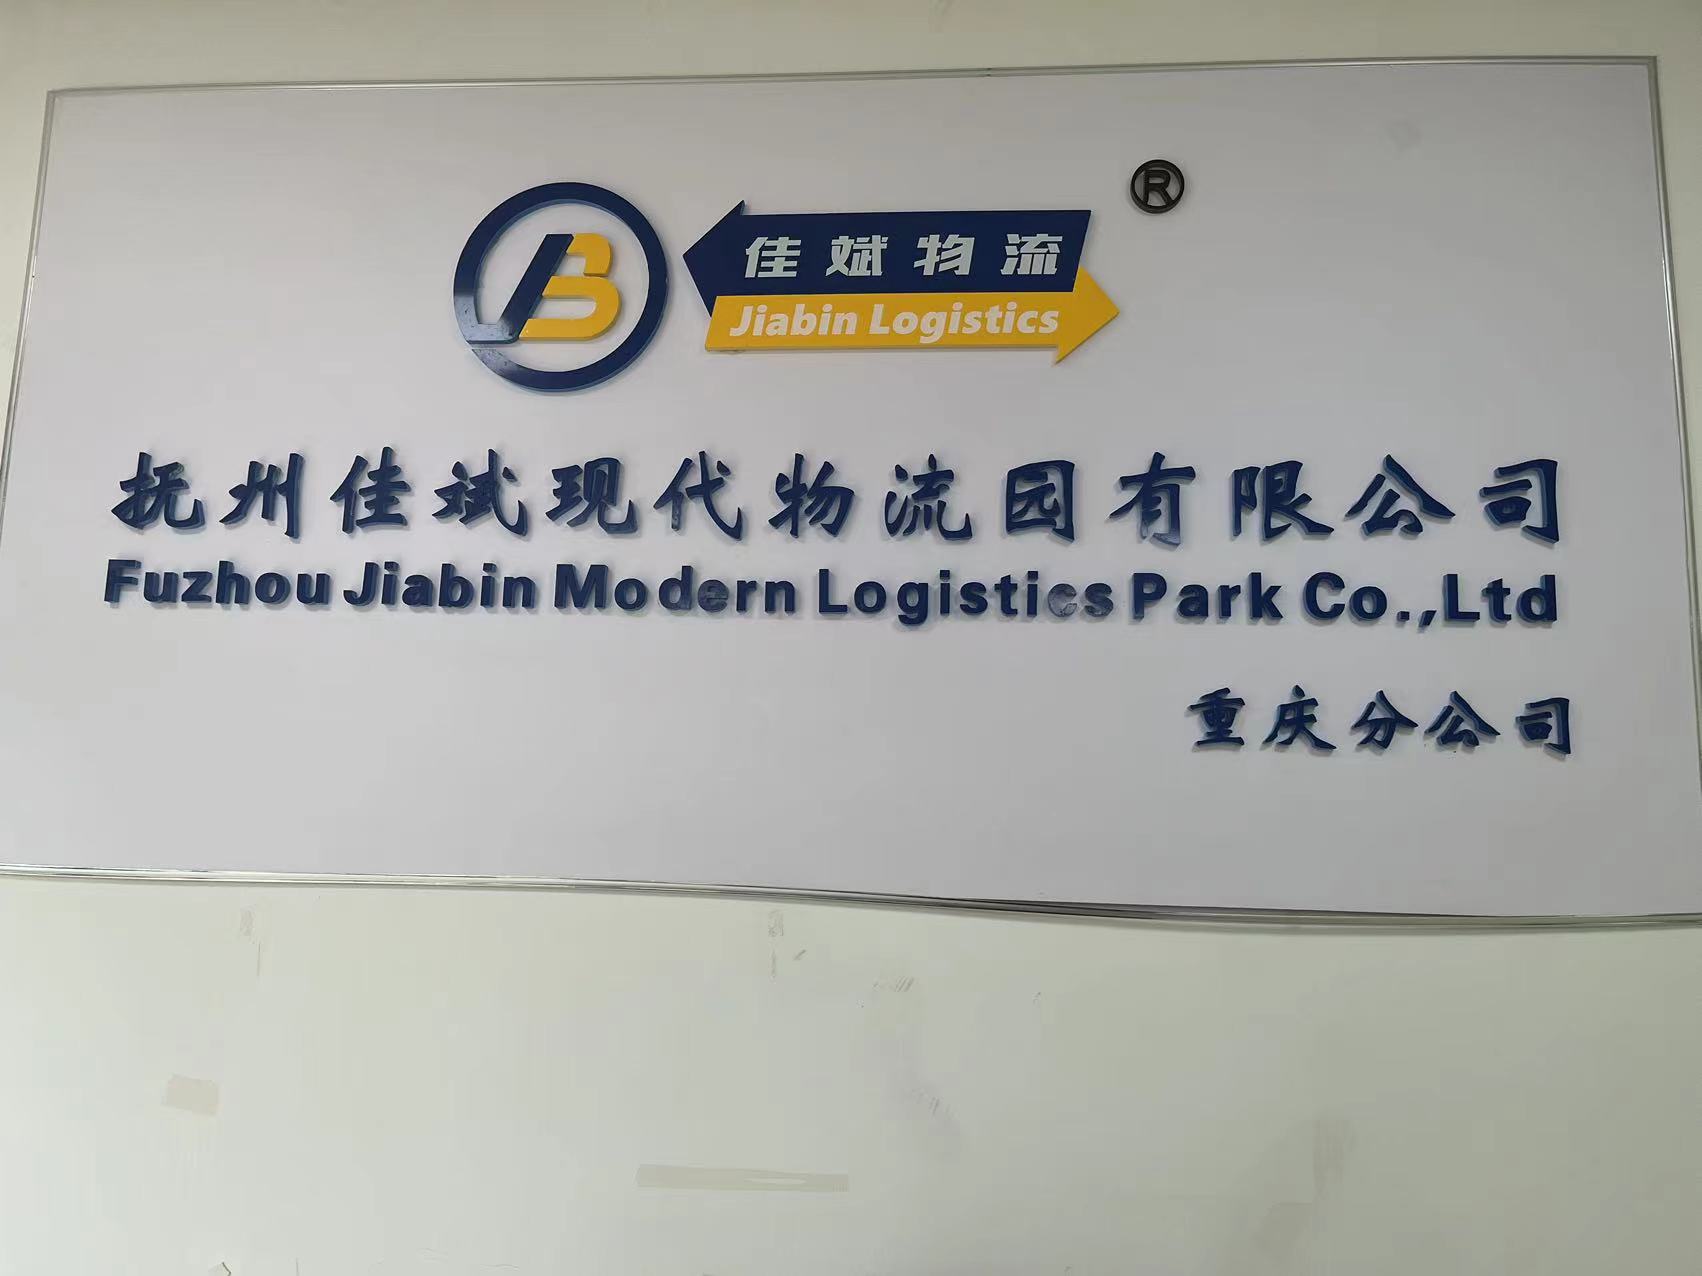 佳斌物流
Jiabin Logistics
®
抚州佳斌现代物流园有限公司
Fuzhou Jiabin Modern Logistics Park Co.,Ltd
重庆分公司